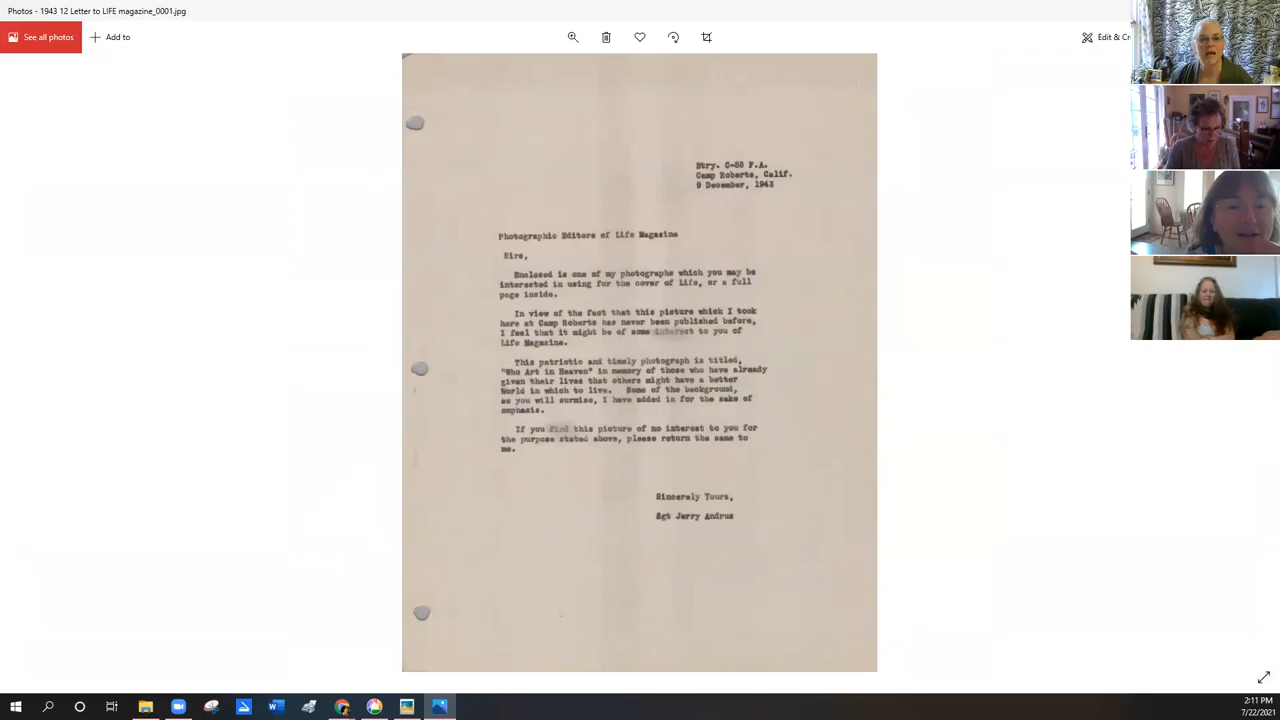 Photos - 1943 12 Letter to LIFE magazine_0001.jpg
See all photos
Add to
Edit & Cr
Btry. C-55 F.A.
Camp Roberts, Calif.
9 December, 1943
Photographic Editors of Life Magazine
Sirs,
Enclosed is one of my photographs which you may be
interested in using for the cover of Life, or a full
page inside.
In view of the fact that this picture which I took
here at Camp Roberts has never been published before,
I feel that it might be of some interest to you of
Life Magazine.
This patriotic and timely photograph is titled,
"Who Art in Heaven" in memory of those who have already
given their lives that others might have a better
World in which to live. Some of the background,
as you will surmise, I have added in for the sake of
emphasis.
If you find this picture of no interest to you for
the purpose stated above, please return the same to
me.
Sincerely Yours,
Sgt Jerry Andrus
2:11 PM
7/22/2021